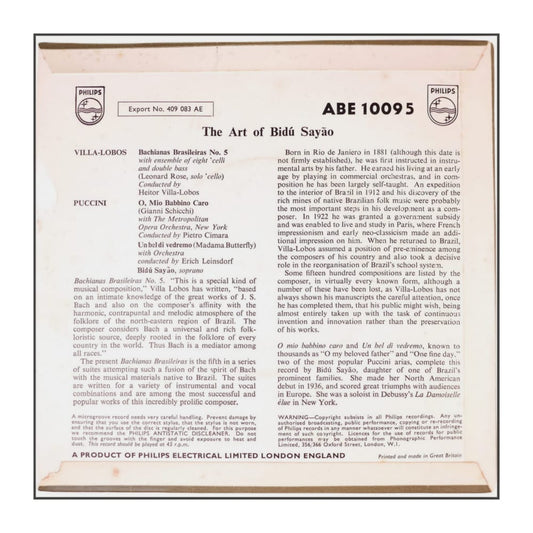 PHILIPS
Export No. 409 083 AE
ABE 10095
PHILIPS
The Art of Bidú Sayão
VILLA-LOBOS
Bachianas Brasileiras No. 5
with ensemble of eight 'celli
and double bass
(Leonard Rose, solo 'cello)
Conducted by
Heitor Villa-Lobos
PUCCINI
O, Mio Babbino Caro
(Gianni Schicchi)
with The Metropolitan
Opera Orchestra, New York
Conducted by Pietro Cimara
Un bel di vedremo (Madama Butterfly)
with Orchestra
Conducted by Erich Leinsdorf
Bidú Sayão, soprano
Bachianas Brasileiras No. 5. "This is a special kind of
musical composition," Villa Lobos has written, "based
on an intimate knowledge of the great works of J. S.
Bach and also on the composer's affinity with the
harmonic, contrapuntal and melodic atmosphere of the
folklore of the north-eastern region of Brazil. The
composer considers Bach a universal and rich folk-
loristic source, deeply rooted in the folklore of every
country in the world. Thus Bach is a mediator among
all races."
The present Bachianas Brasileiras is the fifth in a series
of suites attempting such a fusion of the spirit of Bach
with the musical materials native to Brazil. The suites
are written for a variety of instrumental and vocal
combinations and are among the most successful and
popular works of this incredibly prolific composer.
A microgroove record needs very careful handling. Prevent damage by
ensuring that you use the correct stylus, that the stylus is not worn,
and that the surface of the disc is regularly cleaned. For this purpose
we recommend the PHILIPS ANTISTATIC DISCLEANER. Do not
touch the grooves with the finger and avoid exposure to heat and
dust. This record should be played at 45 r.p.m.
Born in Rio de Janiero in 1881 (although this date is
not firmly established), he was first instructed in instru-
mental arts by his father. He earned his living at an early
age by playing in commercial orchestras, and in com-
position he has been largely self-taught. An expedition
to the interior of Brazil in 1912 and his discovery of the
rich mines of native Brazilian folk music were probably
the most important steps in his development as a com-
poser. In 1922 he was granted a government subsidy
and was enabled to live and study in Paris, where French
impressionism and early neo-classicism made an addi-
tional impression on him. When he returned to Brazil,
Villa-Lobos assumed a position of pre-eminence among
the composers of his country and also took a decisive
role in the reorganisation of Brazil's school system.
Some fifteen hundred compositions are listed by the
composer, in virtually every known form, although a
number of these have been lost, as Villa-Lobos has not
always shown his manuscripts the careful attention, once
he has completed them, that his public might wish, being
almost entirely taken up with the task of continuous
invention and innovation rather than the preservation
of his works.
O mio babbino caro and Un bel di vedremo, known to
thousands as "O my beloved father" and "One fine day,"
two of the most popular Puccini arias, complete this
record by Bidú Sayão, daughter of one of Brazil's
prominent families. She made her North American
debut in 1936, and scored great triumphs with audiences
in Europe. She was a soloist in Debussy's La Damoizelle
élue in New York.
WARNING—Copyright subsists in all Philips recording. Any un-
authorised broadcasting, public performance, copying or re-recording
of Philips records in any manner whatsoever will constitute an infringe-
ment of such Copyright. Licences for the use of records for public
performances may be obtained from Phonographic Performance
Limited, 356,366 Oxford Street, London, W.1.
A PRODUCT OF PHILIPS ELECTRICAL LIMITED LONDON ENGLAND
Printed and made in Great Britain